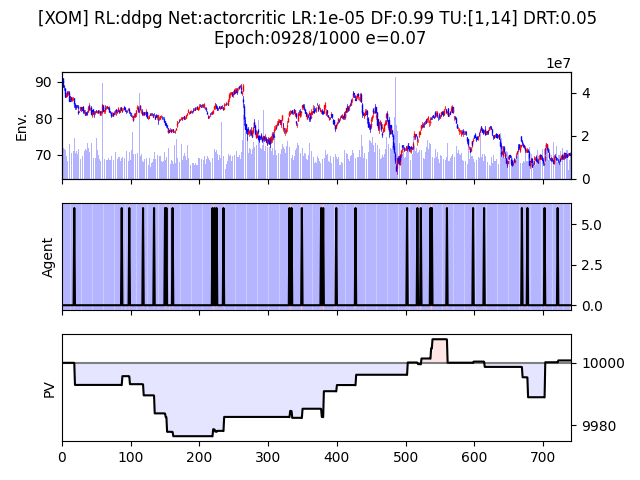 [XOM] RL:ddpg Net:actorcritic LR:1e-05 DF:0.99 TU:[1,14] DRT:0.05
Epoch:0928/1000 e=0.07
1e7
90
80
70
Env.
4
2
0
Agent
5.0
2.5
0.0
PV
10000
9980
0 100 200 300 400 500 600 700